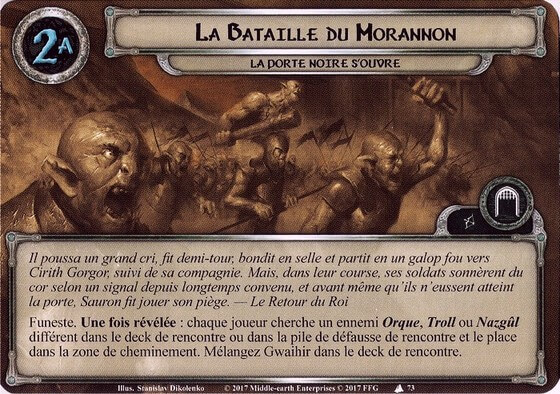 2A
LA BATAILLE DU MORANNON
LA PORTE NOIRE S'OUVRE
Il poussa un grand cri, fit demi-tour, bondit en selle et partit en un galop fou vers
Cirith Gorgor, suivi de sa compagnie. Mais, dans leur course, ses soldats sonnèrent du
cor selon un signal depuis longtemps convenu, et avant même qu'ils n'eussent atteint
la porte, Sauron fit jouer son piège. — Le Retour du Roi
Funeste. Une fois révélée : chaque joueur cherche un ennemi Orque, Troll ou Nazgûl
différent dans le deck de rencontre ou dans la pile de défausse de rencontre et le place
dans la zone de cheminement. Mélangez Gwaihir dans le deck de rencontre.
Illus. Stanislav Dikolenko © 2017 Middle-earth Enterprises © 2017 FFG 73